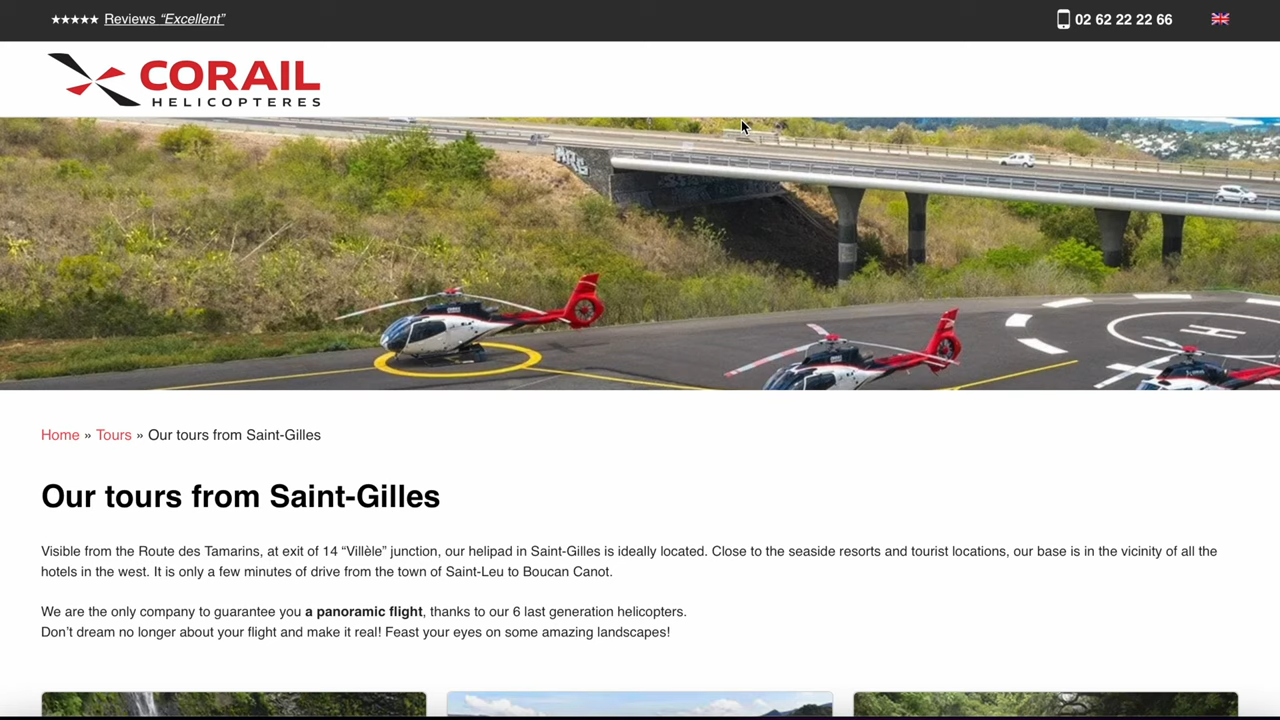 ★★★★★ Reviews “Excellent”
02 62 22 22 66
CORAIL
HELICOPTERES
H
Home » Tours » Our tours from Saint-Gilles
Our tours from Saint-Gilles
Visible from the Route des Tamarins, at exit of 14 “Villèle” junction, our helipad in Saint-Gilles is ideally located. Close to the seaside resorts and tourist locations, our base is in the vicinity of all the
hotels in the west. It is only a few minutes of drive from the town of Saint-Leu to Boucan Canot.
We are the only company to guarantee you a panoramic flight, thanks to our 6 last generation helicopters.
Don’t dream no longer about your flight and make it real! Feast your eyes on some amazing landscapes!